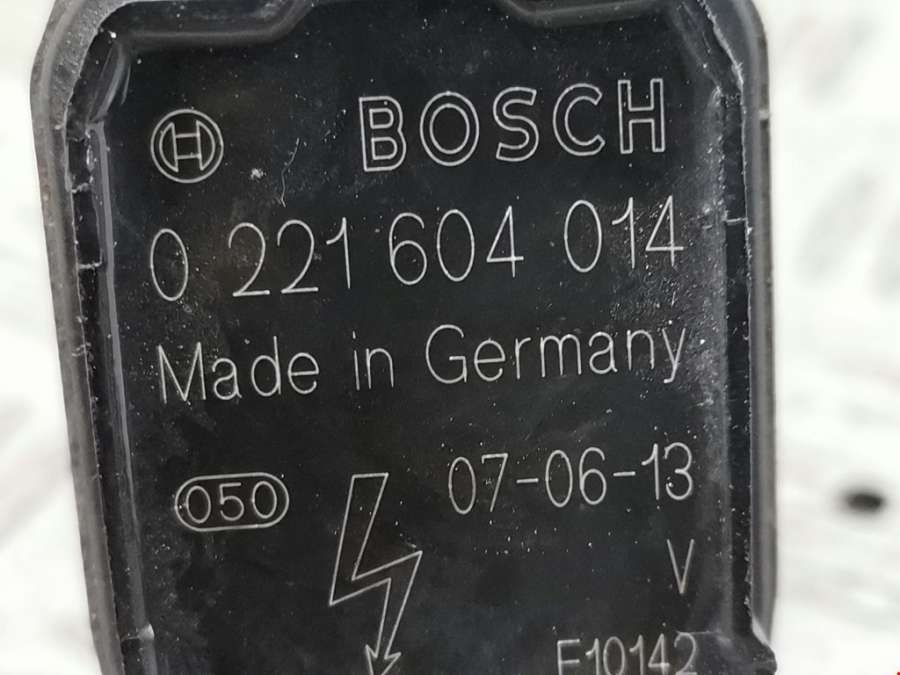 BOSCH
0 221 604 014
Made in Germany
050 07-06-13
V
F10142